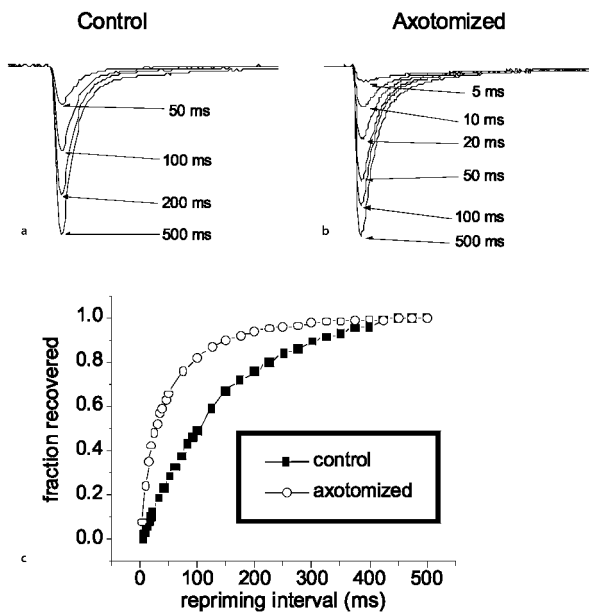 Control
Axotomized
50 ms
100 ms
200 ms
500 ms
a
5 ms
10 ms
20 ms
50 ms
100 ms
500 ms
b
fraction recovered
1.0
0.8
0.6
0.4
0.2
0.0
control
axotomized
0
100
200
300
400
500
repriming interval (ms)
c